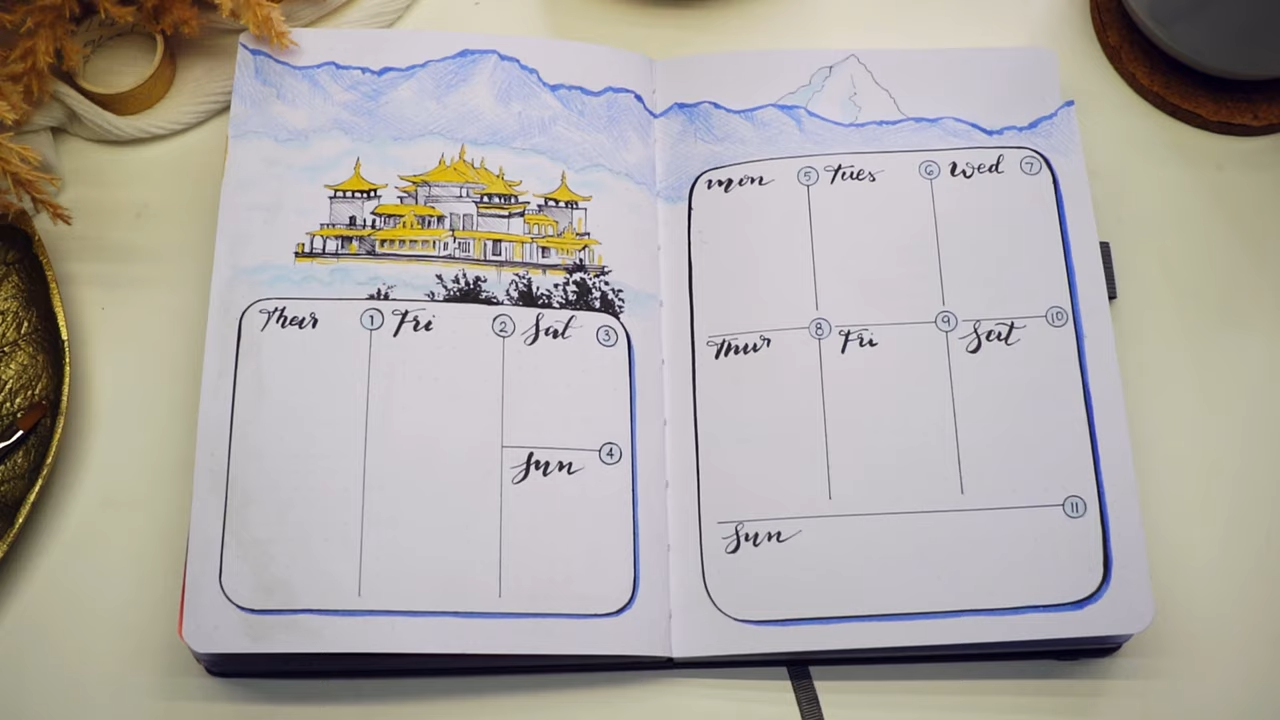 Thur 1 Fri 2 Sat 3
Sun 4
mon 5 Tues 6 Wed 7
Thur 8 Fri 9 Sat 10
Sun 11